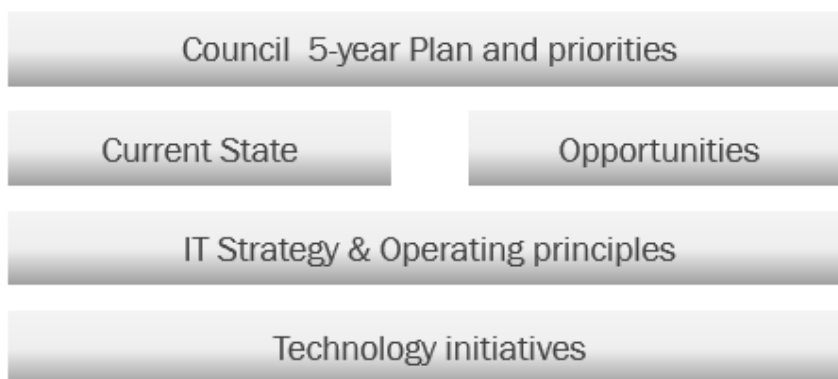 Council 5-year Plan and priorities
Current State
Opportunities
IT Strategy & Operating principles
Technology initiatives